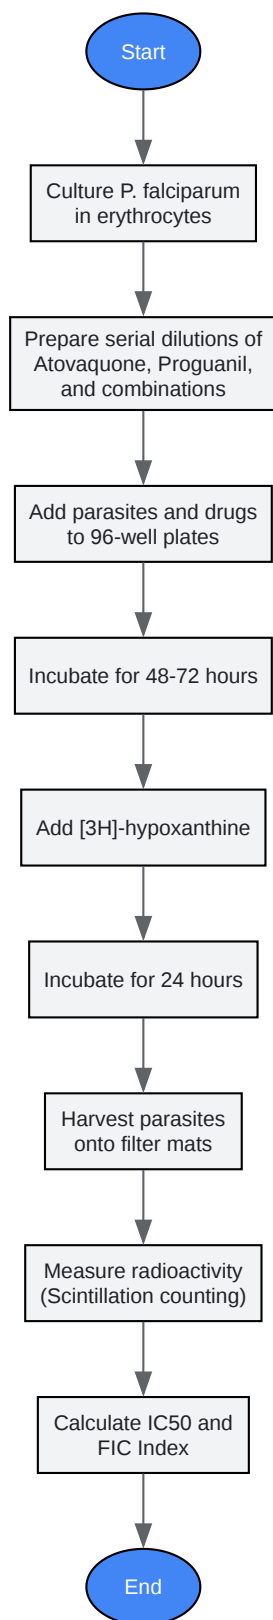 Start
Culture P. falciparum
in erythrocytes
Prepare serial dilutions of
Atovaquone, Proguanil,
and combinations
Add parasites and drugs
to 96-well plates
Incubate for 48-72 hours
Add [3H]-hypoxanthine
Incubate for 24 hours
Harvest parasites
onto filter mats
Measure radioactivity
(Scintillation counting)
Calculate IC50 and
FIC Index
End